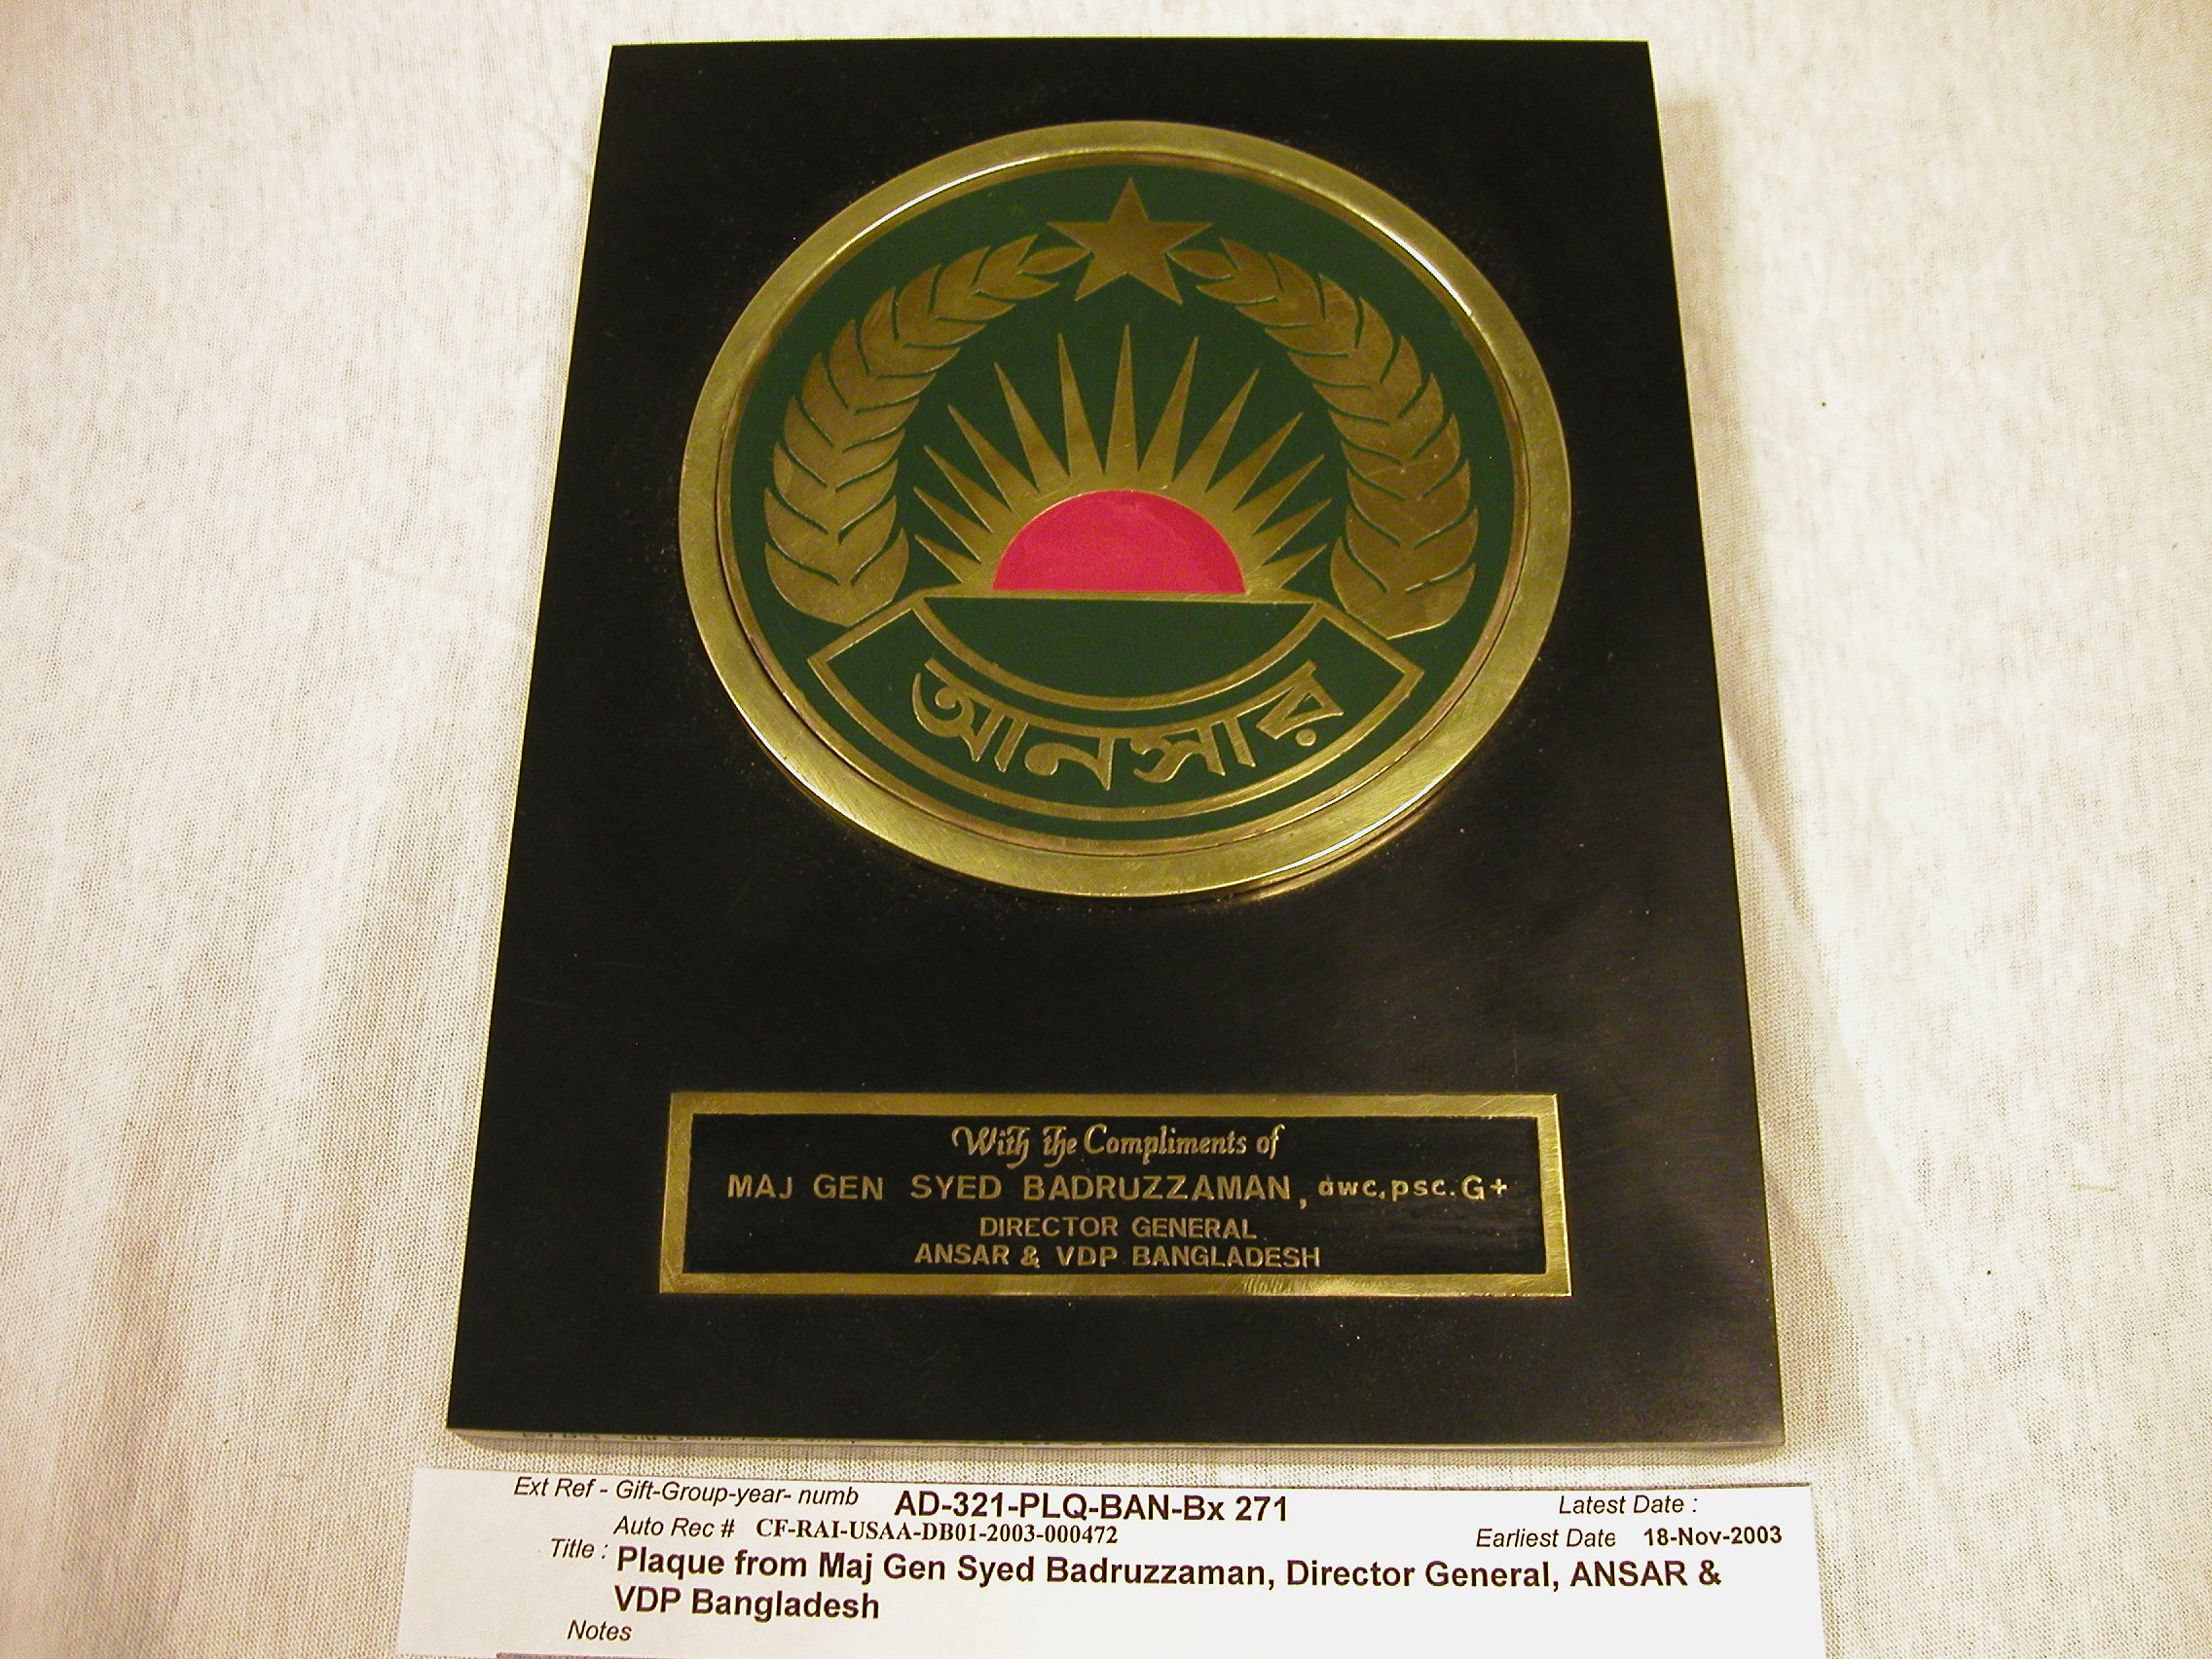 আনসার
With the Compliments of
MAJ GEN SYED BADRUZZAMAN, awc,psc.G+
DIRECTOR GENERAL
ANSAR & VDP BANGLADESH
Ext Ref - Gift-Group-year- numb AD-321-PLQ-BAN-Bx 271 Latest Date :
Auto Rec # CF-RAI-USAA-DB01-2003-000472 Earliest Date 18-Nov-2003
Title : Plaque from Maj Gen Syed Badruzzaman, Director General, ANSAR &
VDP Bangladesh
Notes